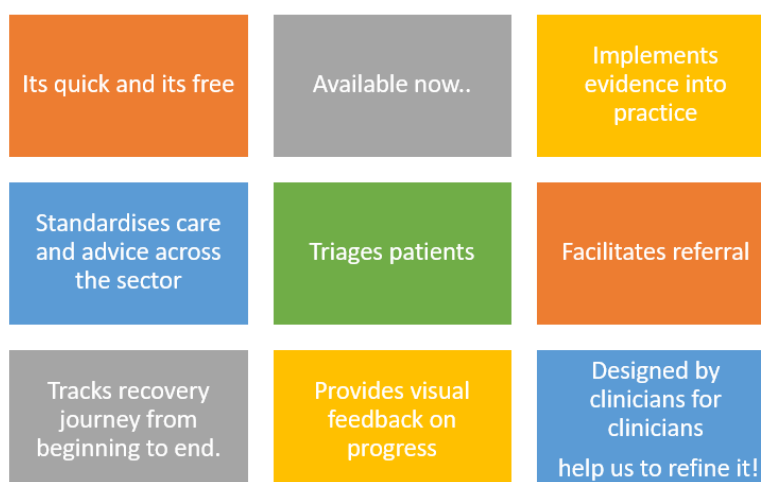 Its quick and its free
Available now..
Implements
evidence into
practice
Standardises care
and advice across
the sector
Triages patients
Facilitates referral
Tracks recovery
journey from
beginning to end.
Provides visual
feedback on
progress
Designed by
clinicians for
clinicians
help us to refine it!